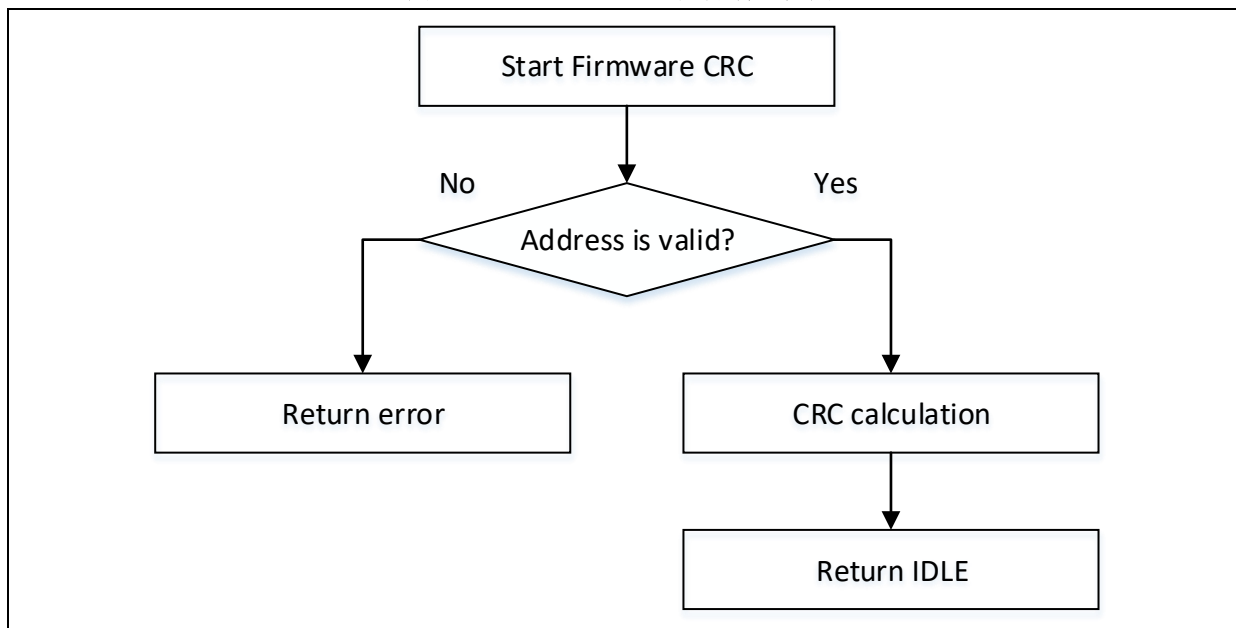 Start Firmware CRC
No
Yes
Address is valid?
Return error
CRC calculation
Return IDLE